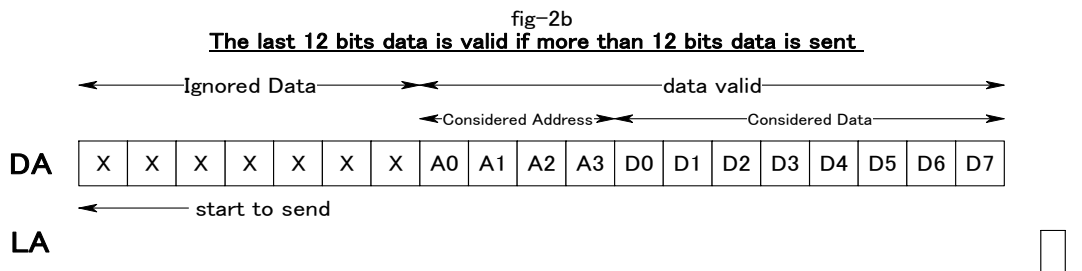 fig-2b
The last 12 bits data is valid if more than 12 bits data is sent
Ignored Data data valid
Considered Address Considered Data
DA X X X X X X X A0 A1 A2 A3 D0 D1 D2 D3 D4 D5 D6 D7
start to send
LA